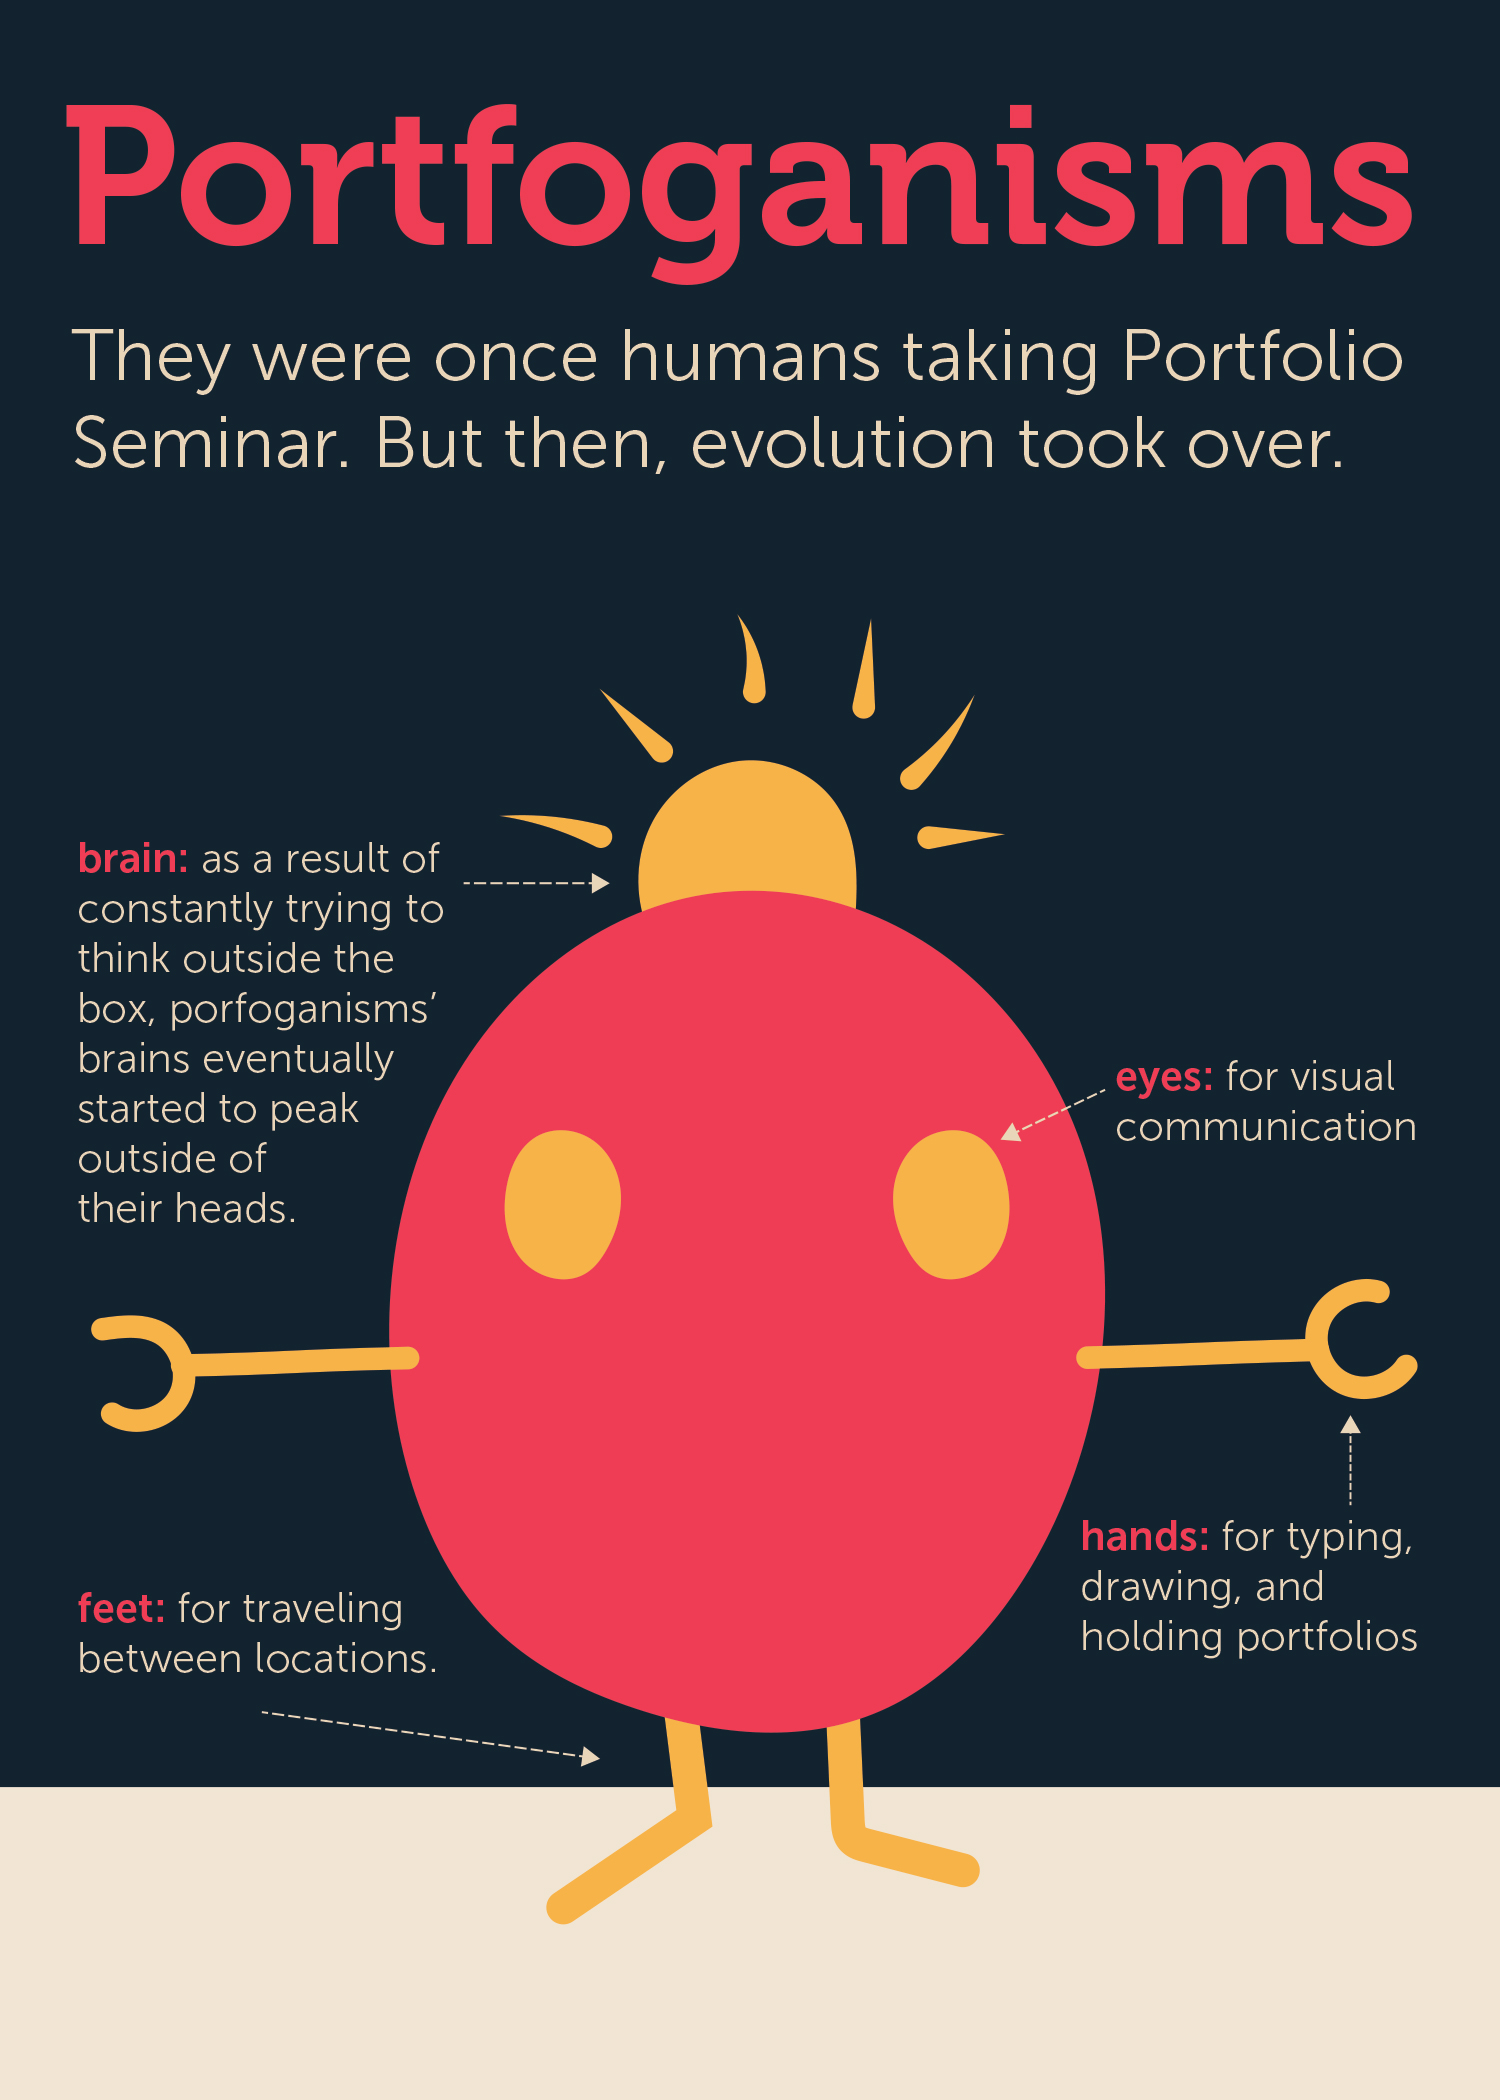 Portfoganisms
They were once humans taking Portfolio
Seminar. But then, evolution took over.
brain: as a result of
constantly trying to
think outside the
box, porfoganisms’
brains eventually
started to peak
outside of
their heads.
eyes: for visual
communication
hands: for typing,
drawing, and
holding portfolios
feet: for traveling
between locations.